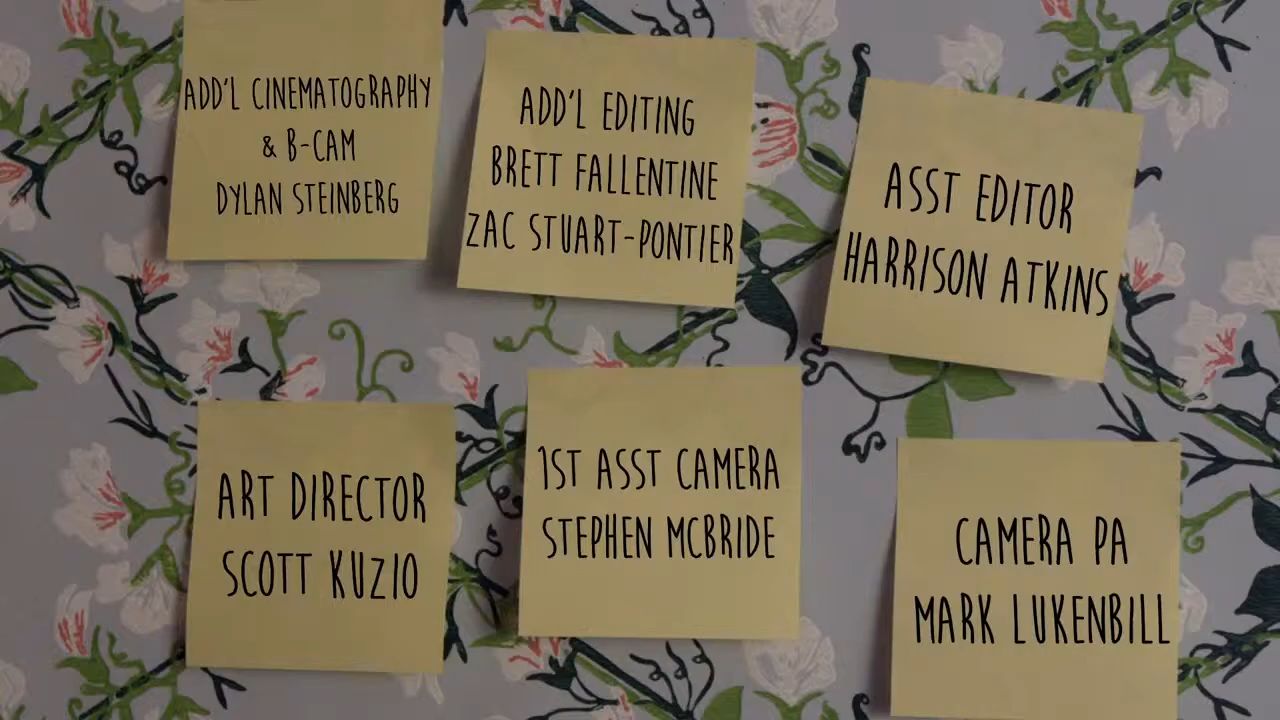 ADD'L CINEMATOGRAPHY
& B-CAM
DYLAN STEINBERG
ADD'L EDITING
BRETT FALLENTINE
ZAC STUART-PONTIER
ASST EDITOR
HARRISON ATKINS
ART DIRECTOR
SCOTT KUZIO
1ST ASST CAMERA
STEPHEN MCBRIDE
CAMERA PA
MARK LUKENBILL